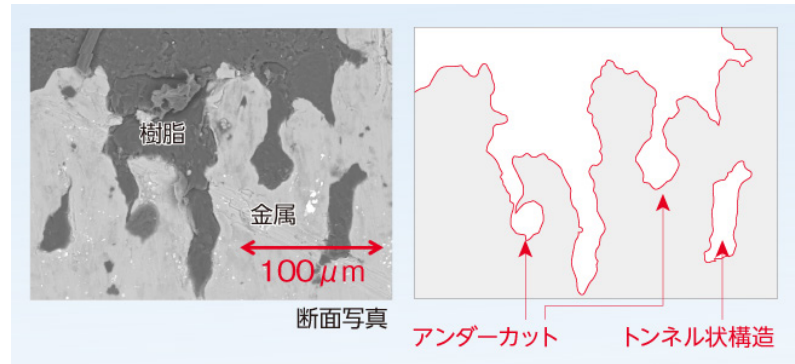 樹脂
金属
100μm
断面写真
アンダーカット
トンネル状構造